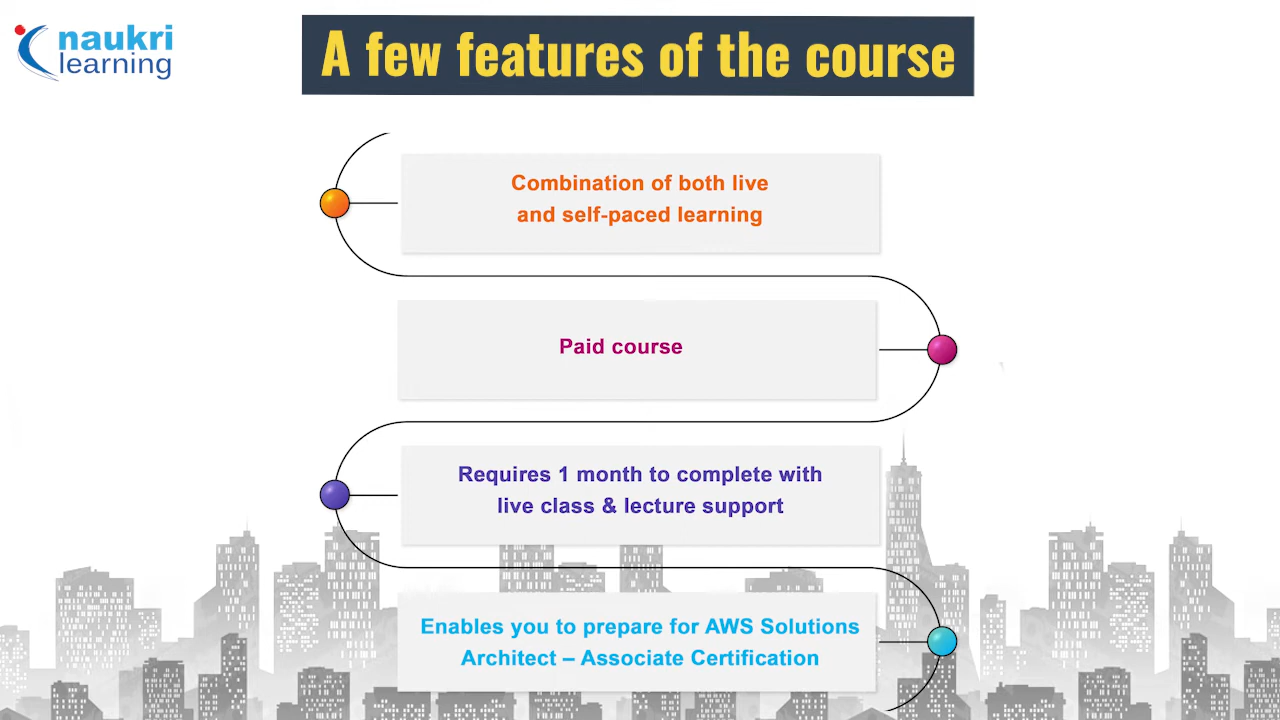 naukri
learning
A few features of the course
Combination of both live
and self-paced learning
Paid course
Requires 1 month to complete with
live class & lecture support
Enables you to prepare for AWS Solutions
Architect – Associate Certification